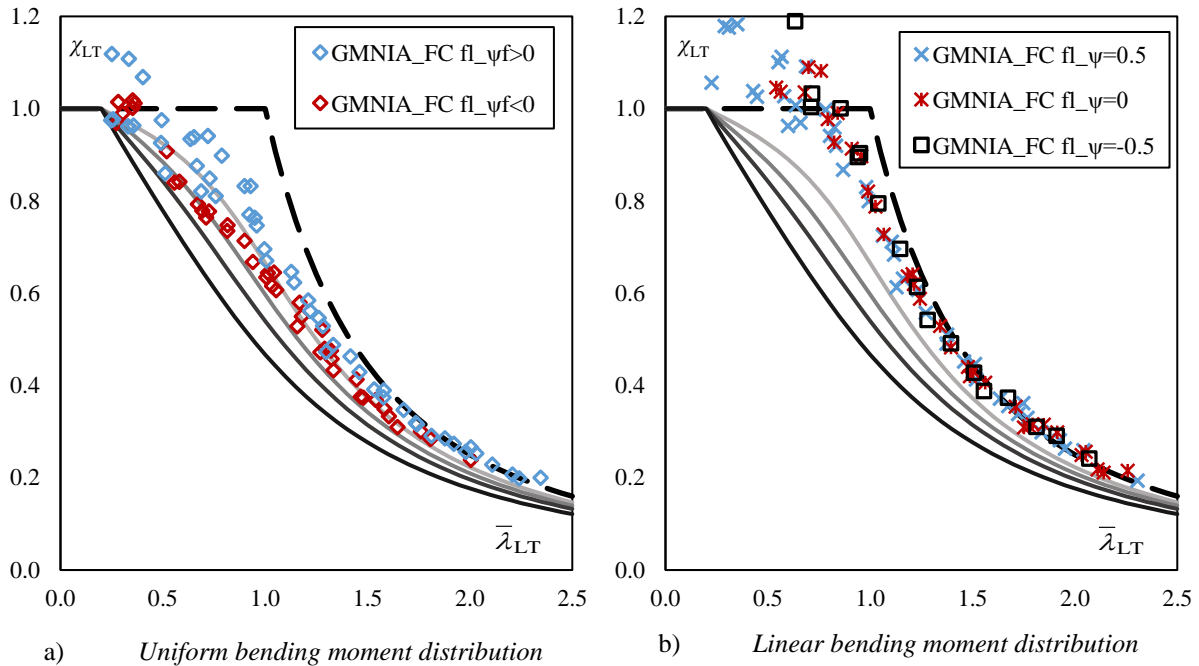 1.2
1.0
0.8
0.6
0.4
0.2
0.0
χLT
GMNIA_FC fl_ψf>0
GMNIA_FC fl_ψf<0
λ̅LT
0.0 0.5 1.0 1.5 2.0 2.5
a) Uniform bending moment distribution
1.2
1.0
0.8
0.6
0.4
0.2
0.0
χLT
GMNIA_FC fl_ψ=0.5
GMNIA_FC fl_ψ=0
GMNIA_FC fl_ψ=-0.5
λ̅LT
0.0 0.5 1.0 1.5 2.0 2.5
b) Linear bending moment distribution